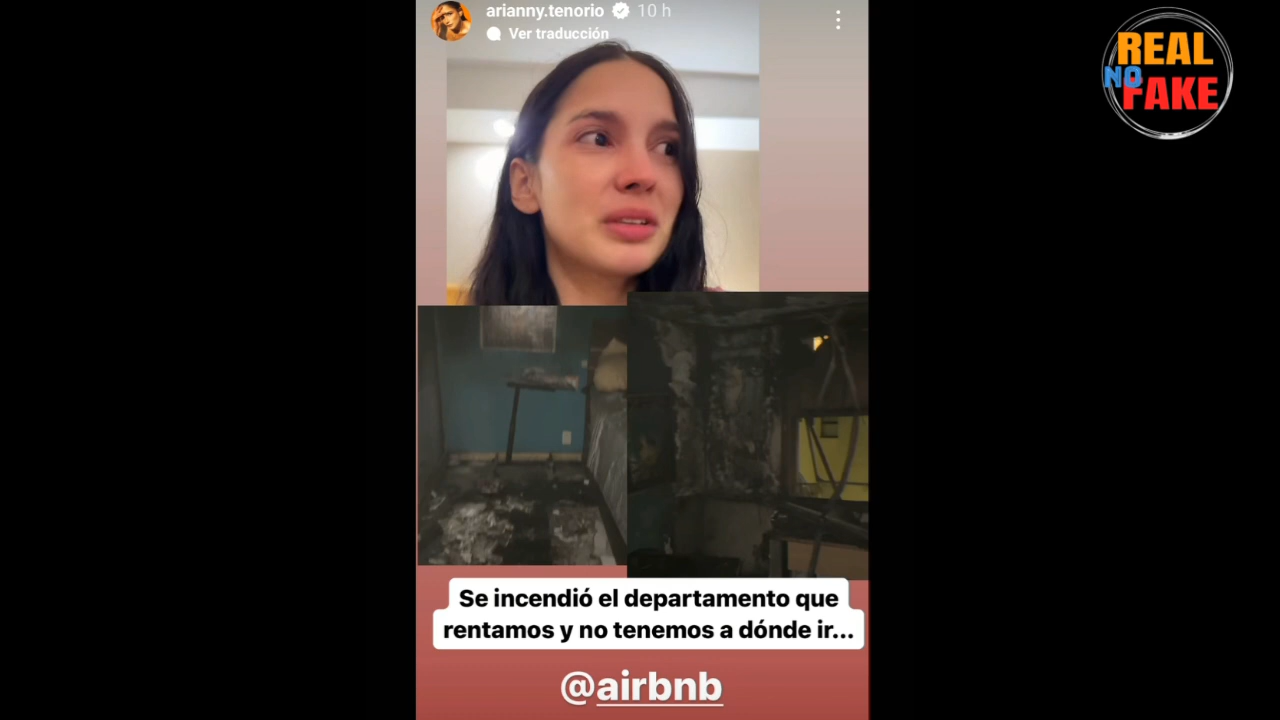 arianny.tenorio 10 h
Ver traducción
REAL
NO
FAKE
Se incendió el departamento que
rentamos y no tenemos a dónde ir...
@airbnb